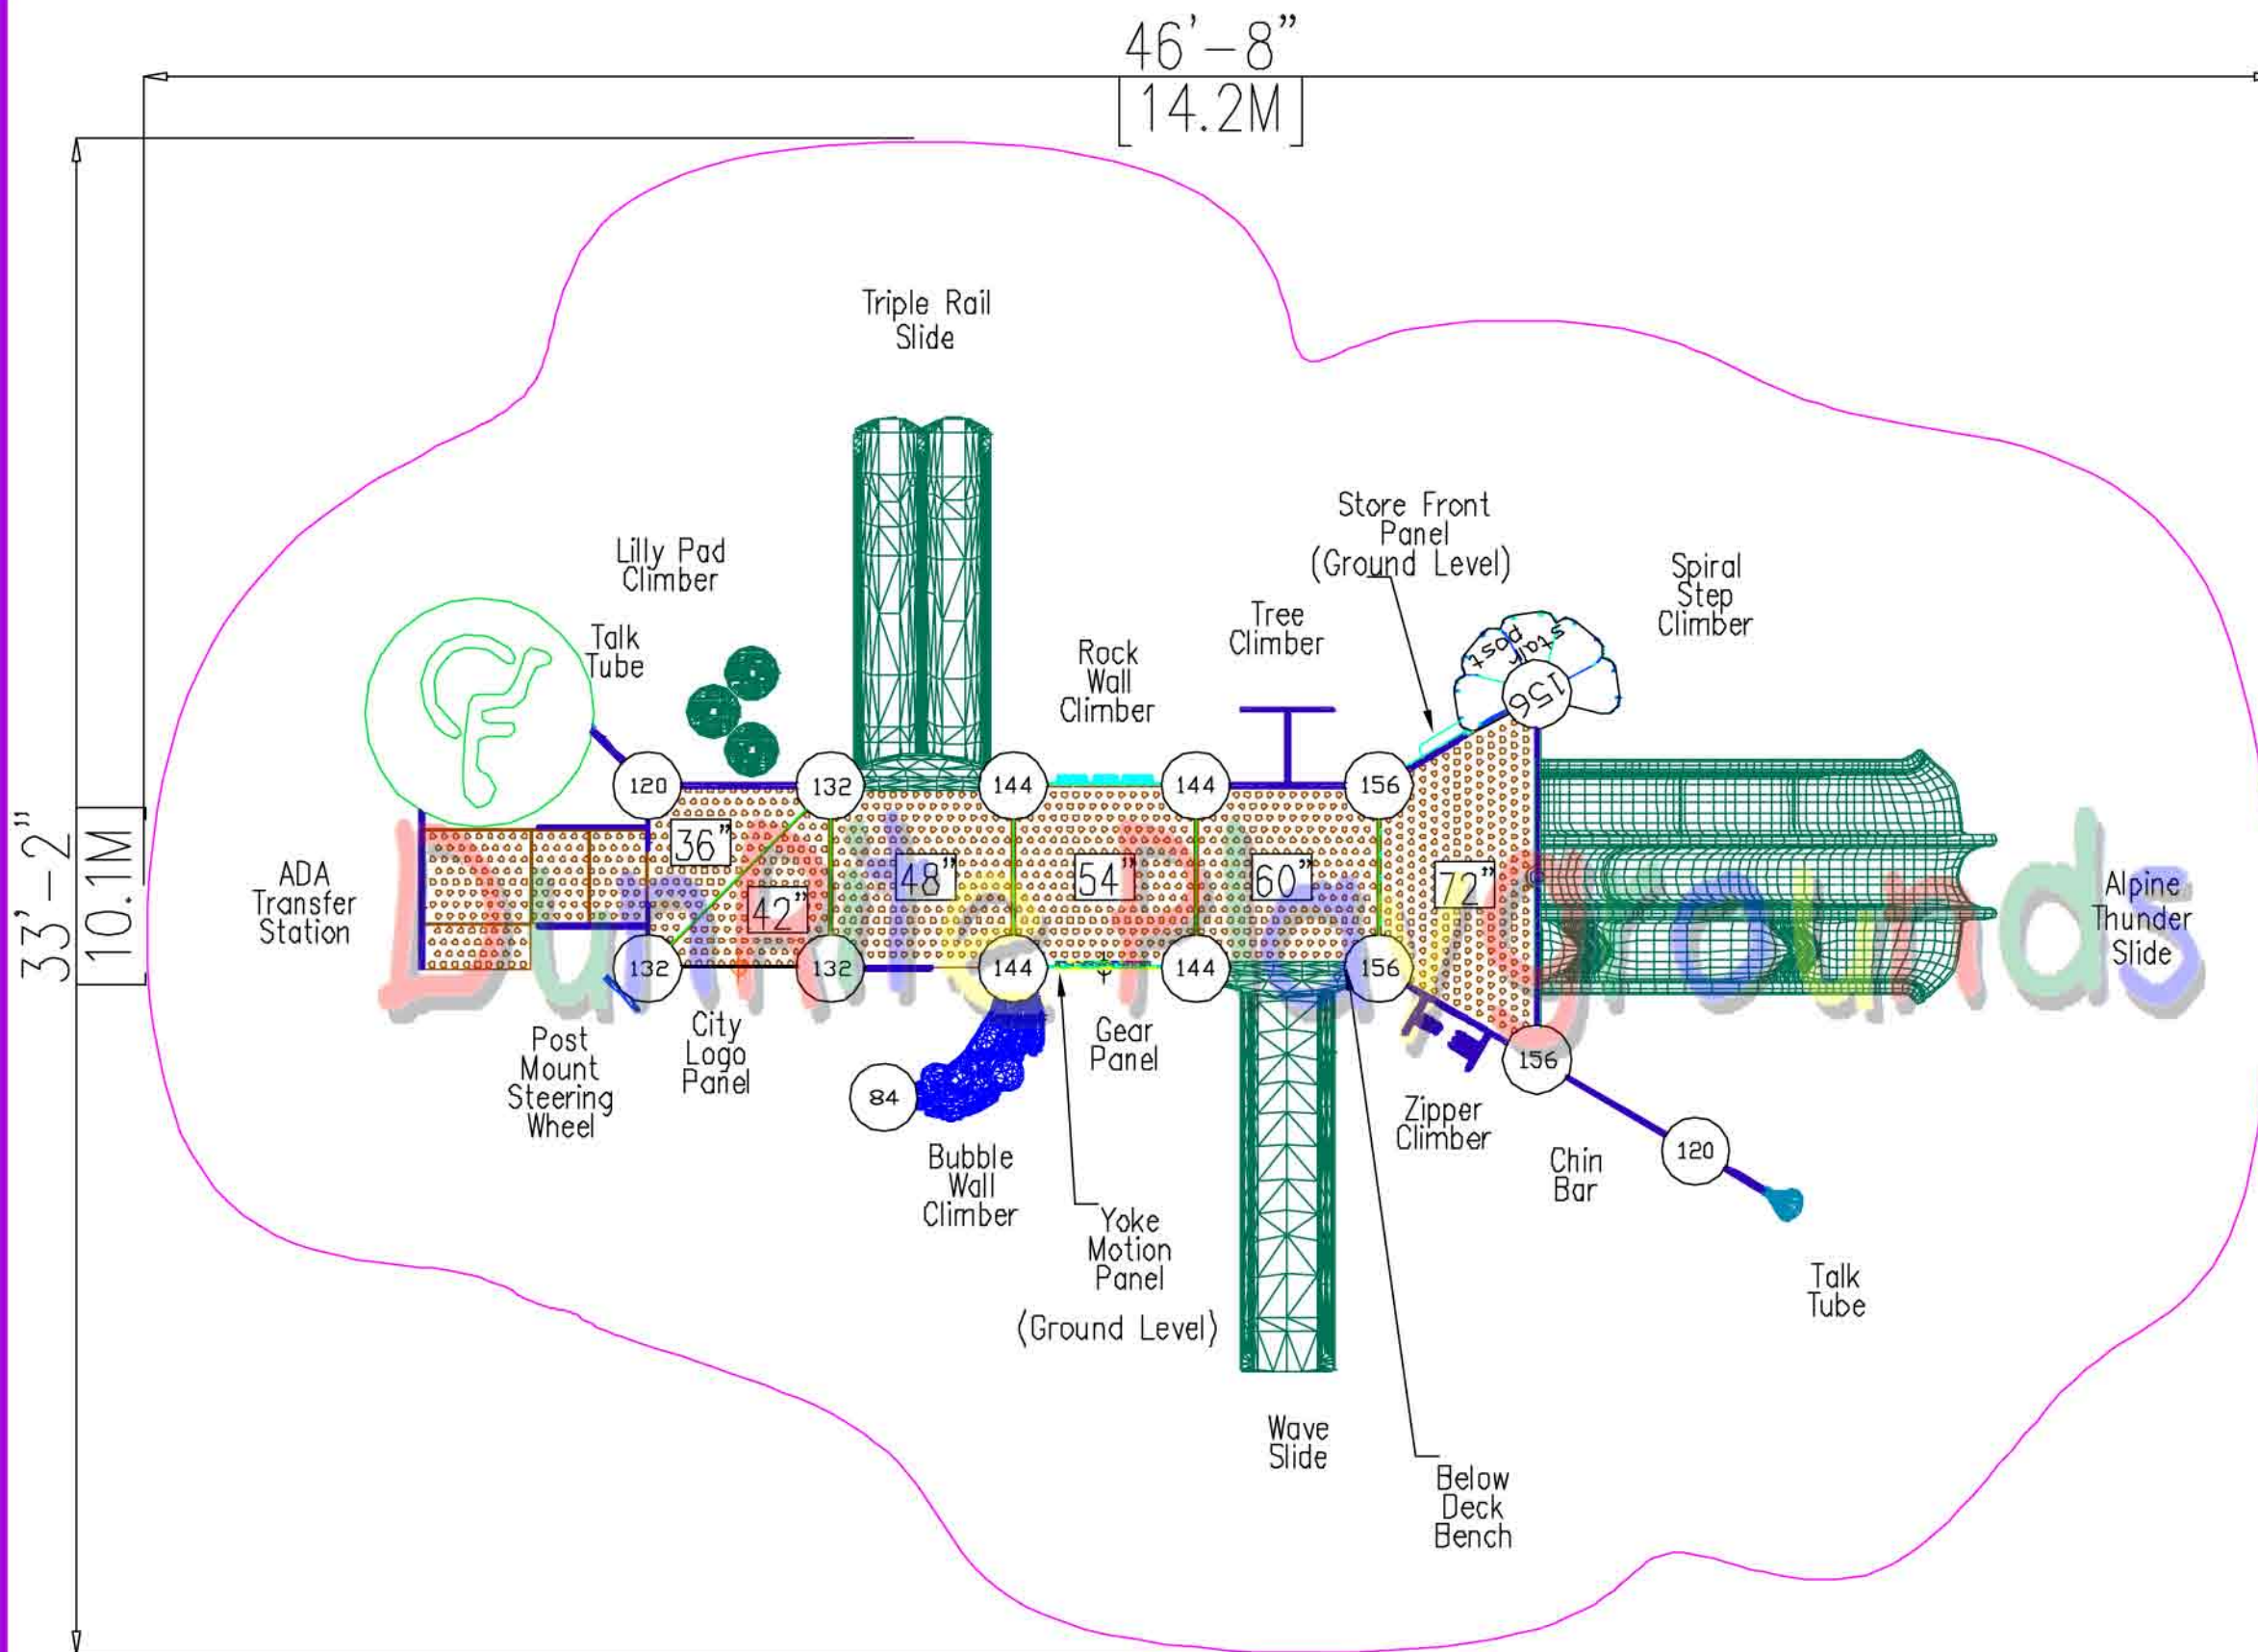 46'-8"
[14.2M]
33'-2"
10.1M
Triple Rail
Slide
Lilly Pad
Climber
Talk
Tube
Rock
Wall
Climber
Tree
Climber
Store Front
Panel
(Ground Level)
Spiral
Step
Climber
stair
post
156
120
132
144
144
156
36"
42"
48"
54"
60"
72"
ADA
Transfer
Station
DunRite Playgrounds
Alpine
Thunder
Slide
132
132
144
144
156
Post
Mount
Steering
Wheel
City
Logo
Panel
84
Bubble
Wall
Climber
Gear
Panel
Yoke
Motion
Panel
(Ground Level)
Zipper
Climber
156
Chin
Bar
120
Talk
Tube
Wave
Slide
Below
Deck
Bench